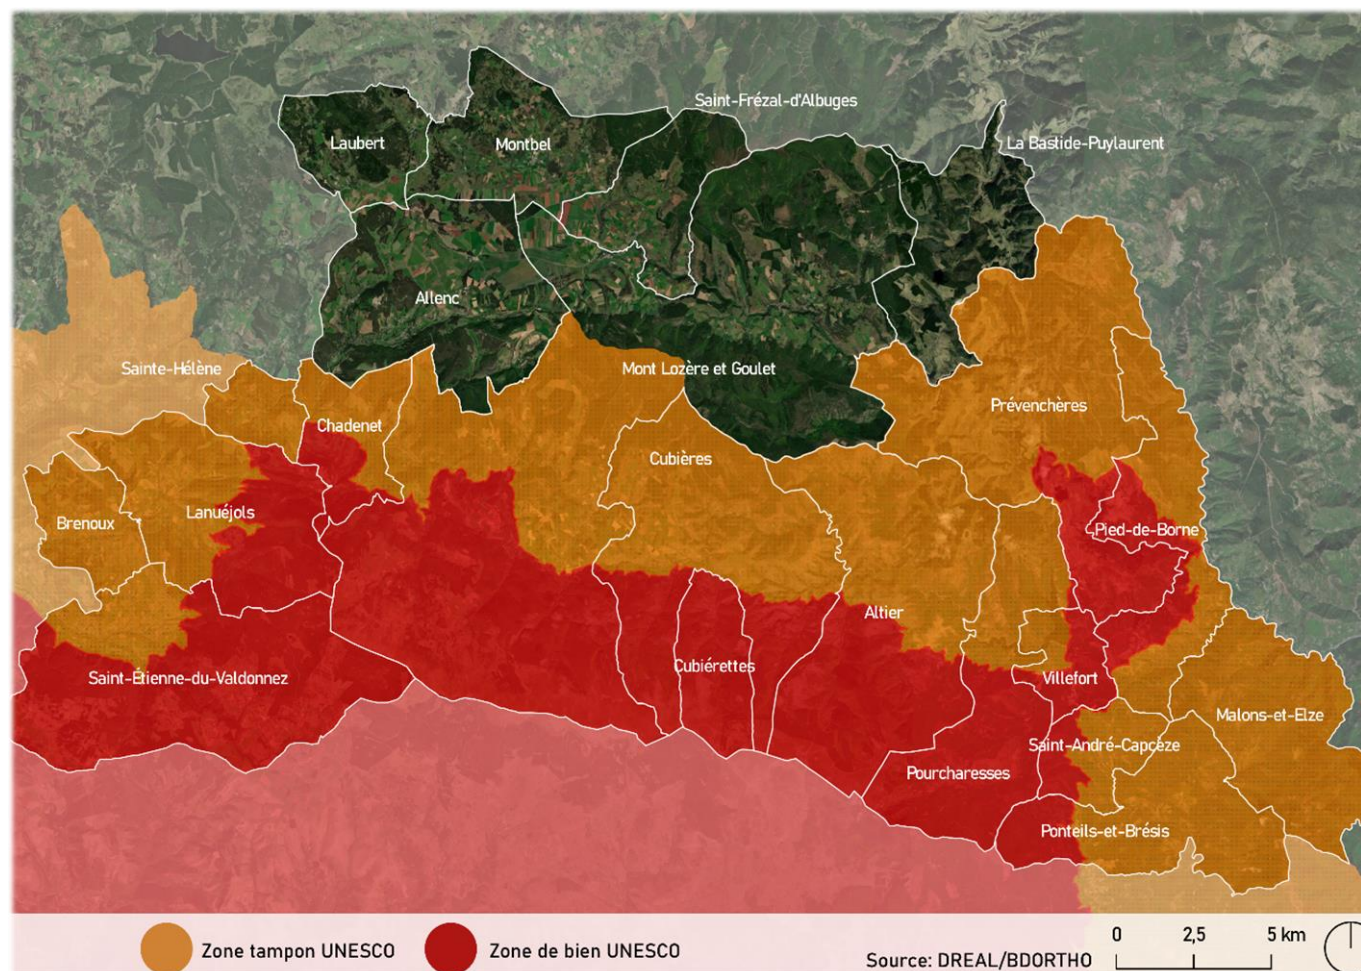 Saint-Frézal-d'Albuges
Laubert
Montbel
La Bastide-Puylaurent
Allenc
Sainte-Hélène
Mont Lozère et Goulet
Prévenchères
Chadenet
Cubières
Lanuéjols
Brenoux
Pied-de-Borne
Altier
Cubiérettes
Saint-Étienne-du-Valdonnez
Villefort
Malons-et-Elze
Saint-André-Capcèze
Pourcharesses
Ponteils-et-Brésis
Zone tampon UNESCO
Zone de bien UNESCO
Source: DREAL/BDORTHO
0 2,5 5 km